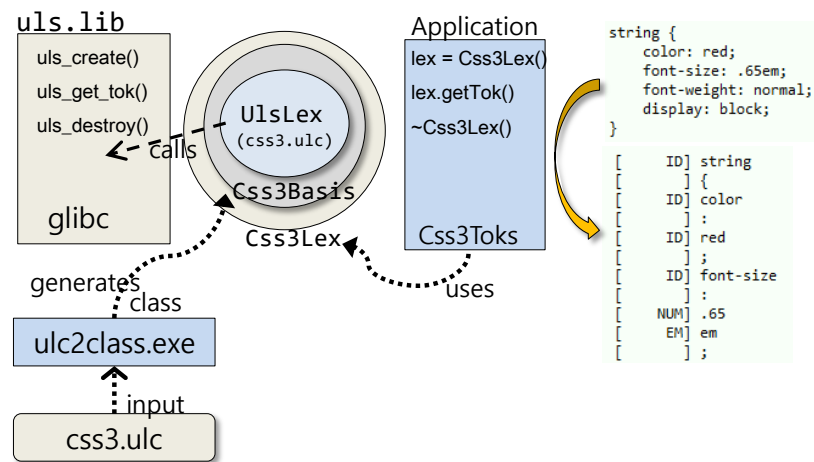 uls.lib
uls_create()
uls_get_tok()
uls_destroy()
glibc
UlsLex
(css3.ulc)
calls
Css3Basis
Css3Lex
Application
lex = Css3Lex()
lex.getTok()
~Css3Lex()
Css3Toks
uses
generates
class
ulc2class.exe
input
css3.ulc
string {
    color: red;
    font-size: .65em;
    font-weight: normal;
    display: block;
}
[     ID] string
[       ] {
[     ID] color
[       ] :
[     ID] red
[       ] ;
[     ID] font-size
[       ] :
[    NUM] .65
[     EM] em
[       ] ;